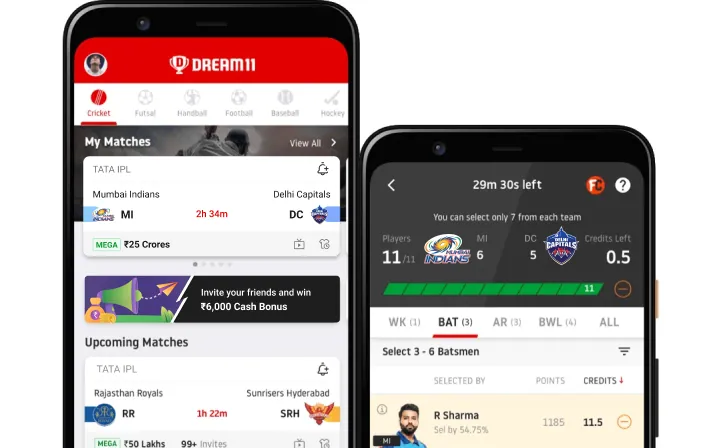 DREAM11
Cricket Futsal Handball Football Baseball Hockey
My Matches View All
TATA IPL
Mumbai Indians Delhi Capitals
MI 2h 34m DC
MEGA ₹25 Crores
Invite your friends and win
₹6,000 Cash Bonus
Upcoming Matches
TATA IPL
Rajasthan Royals Sunrisers Hyderabad
RR 1h 22m SRH
MEGA ₹50 Lakhs 99+ Invites
29m 30s left FC ?
You can select only 7 from each team
Players MI DC Credits Left
11/11 MUMBAI INDIANS 6 5 DELHI CAPITALS 0.5
11
WK (1) BAT (3) AR (3) BWL (4) ALL
Select 3 - 6 Batsmen
SELECTED BY POINTS CREDITS ↓
R Sharma 1185 11.5
Sel by 54.75%
MI